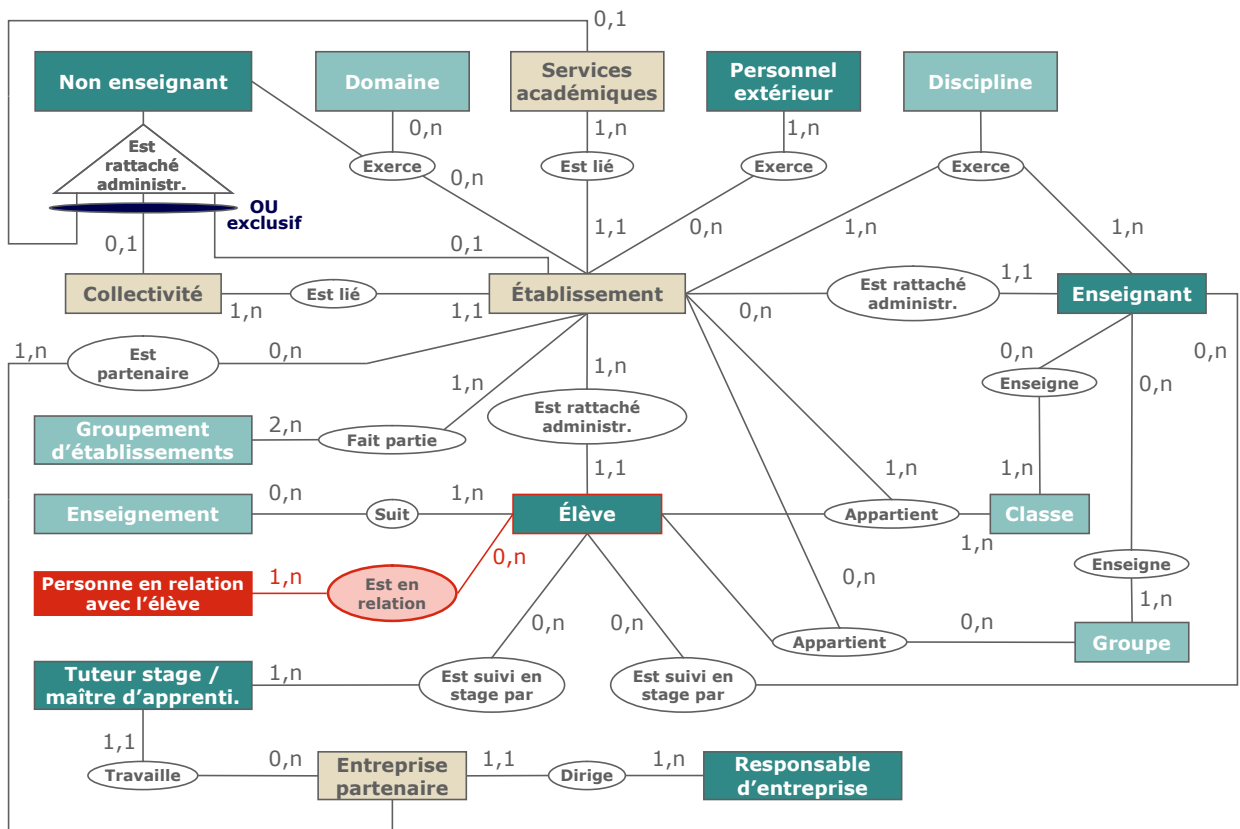 0,1
Non enseignant
Domaine
Services
académiques
Personnel
extérieur
Discipline
0,n
1,n
1,n
Est
rattaché
administr.
Exerce
Est lié
Exerce
Exerce
0,n
OU
exclusif
0,1
0,1
1,1
0,n
1,n
1,n
Collectivité
Est lié
Établissement
Est rattaché
administr.
1,1
Enseignant
1,n
1,1
0,n
1,n
Est
partenaire
0,n
0,n
0,n
1,n
1,n
Enseigne
0,n
Groupement
d’établissements
2,n
Fait partie
Est rattaché
administr.
1,1
1,n
1,n
Enseignement
0,n
Suit
1,n
Élève
Appartient
Classe
1,n
0,n
Personne en relation
avec l’élève
1,n
Est en
relation
0,n
Enseigne
1,n
0,n
0,n
Appartient
0,n
Groupe
Tuteur stage /
maître d’apprenti.
1,n
Est suivi en
stage par
Est suivi en
stage par
1,1
Travaille
0,n
Entreprise
partenaire
1,1
Dirige
1,n
Responsable
d’entreprise